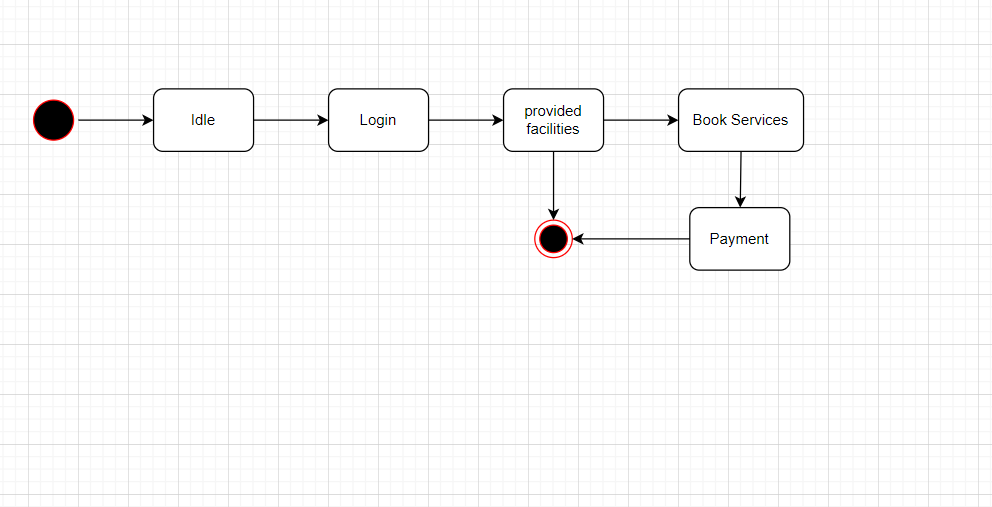 Idle
Login
provided
facilities
Book Services
Payment